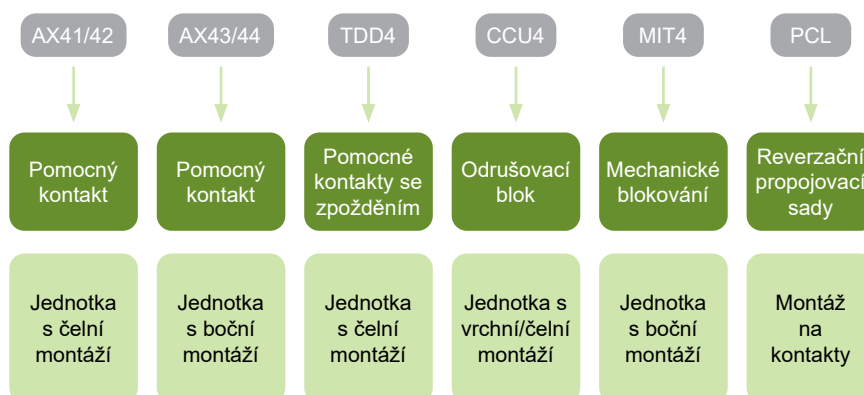 AX41/42
AX43/44
TDD4
CCU4
MIT4
PCL
Pomocný
kontakt
Pomocný
kontakt
Pomocné
kontakty se
zpožděním
Odrušovací
blok
Mechanické
blokování
Reverzační
propojovací
sady
Jednotka
s čelní
montáží
Jednotka
s boční
montáží
Jednotka
s čelní
montáží
Jednotka s
vrchní/čelní
montáží
Jednotka
s boční
montáží
Montáž
na
kontakty